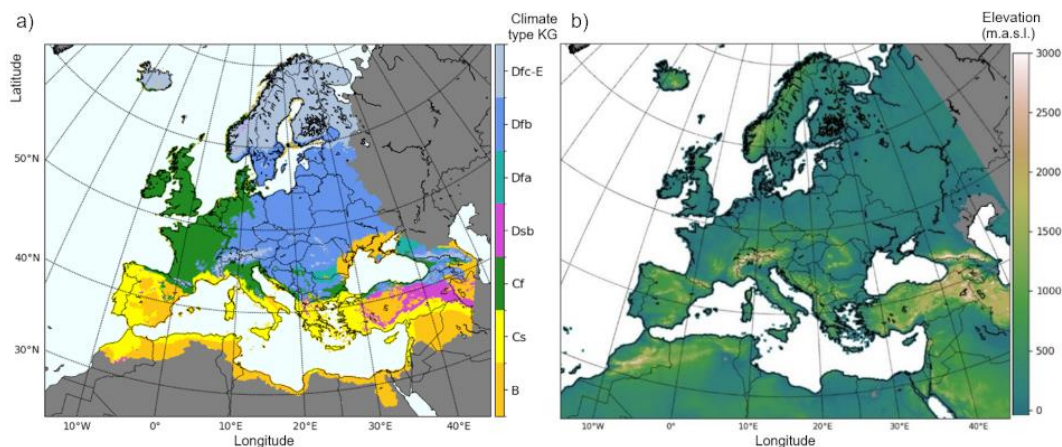 a)
Climate
type KG
Latitude
50°N
40°N
30°N
Dfc-E
Dfb
Dfa
Dsb
Cf
Cs
B
10°W
0°
10°E
20°E
30°E
40°E
Longitude
b)
Elevation
(m.a.s.l.)
3000
2500
2000
1500
1000
500
0
10°W
0°
10°E
20°E
30°E
40°E
Longitude